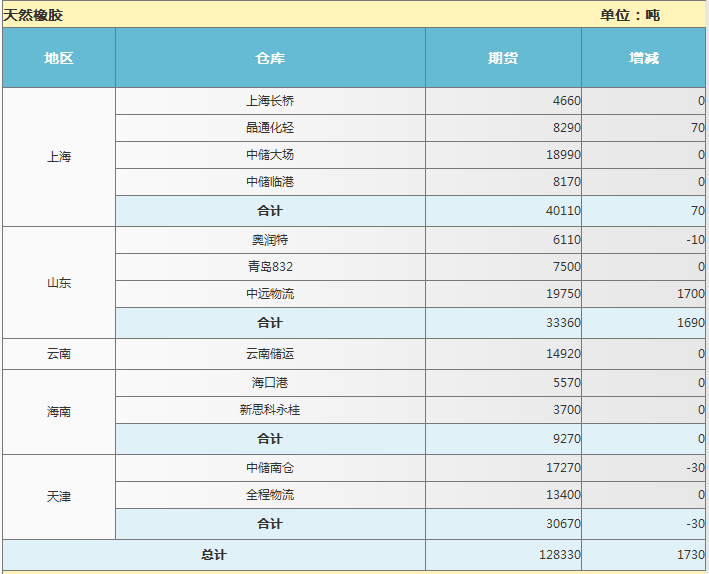 天然橡胶 单位：吨
地区 仓库 期货 增减
上海 上海长桥 4660 0
晶通化轻 8290 70
中储大场 18990 0
中储临港 8170 0
合计 40110 70
山东 奥润特 6110 -10
青岛832 7500 0
中远物流 19750 1700
合计 33360 1690
云南 云南储运 14920 0
海南 海口港 5570 0
新思科永桂 3700 0
合计 9270 0
天津 中储南仓 17270 -30
全程物流 13400 0
合计 30670 -30
总计 128330 1730